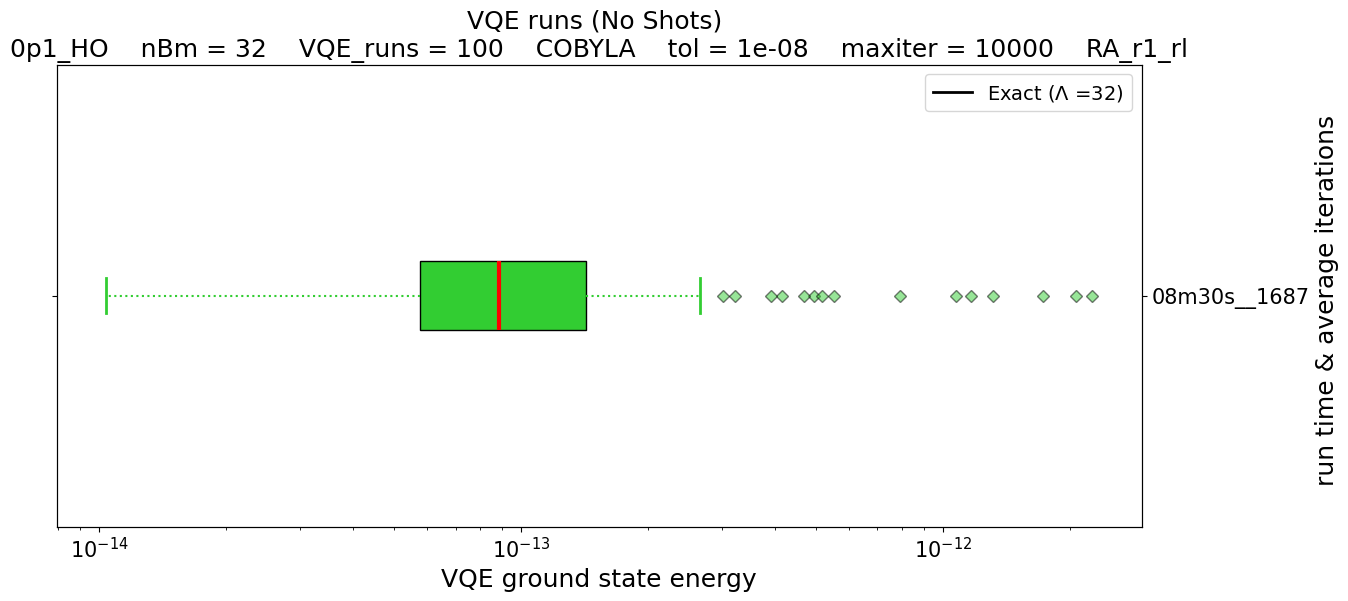 VQE runs (No Shots)
0p1_HO    nBm = 32    VQE_runs = 100    COBYLA    tol = 1e-08    maxiter = 10000    RA_r1_rl
Exact (Λ =32)
08m30s__1687
run time & average iterations
10⁻¹⁴ 10⁻¹³ 10⁻¹²
VQE ground state energy